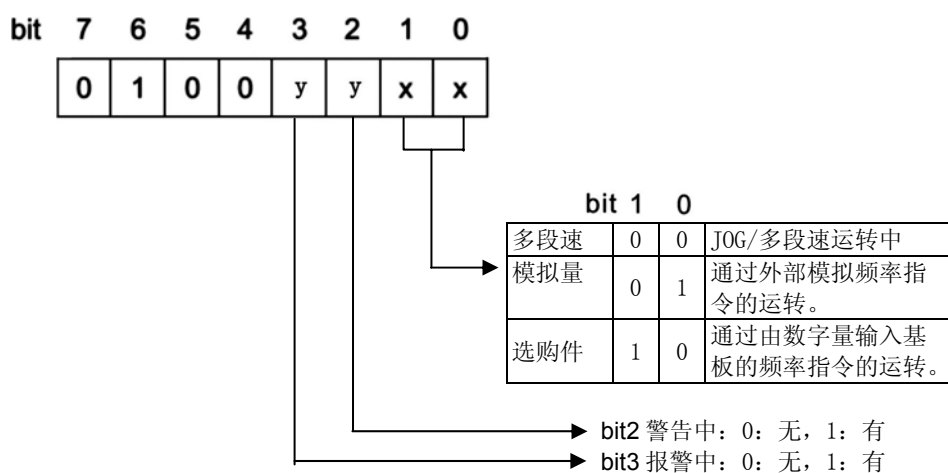 bit 7 6 5 4 3 2 1 0
0 1 0 0 y y x x
bit 1 0
多段速 0 0 JOG/多段速运转中
模拟量 0 1 通过外部模拟频率指
令的运转。
选购件 1 0 通过由数字量输入基
板的频率指令的运转。
bit2 警告中：0：无，1：有
bit3 报警中：0：无，1：有